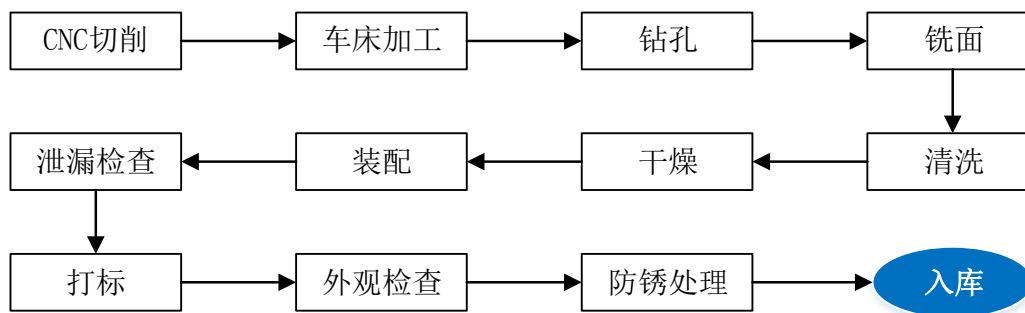 CNC切削 车床加工 钻孔 铣面
泄漏检查 装配 干燥 清洗
打标 外观检查 防锈处理 入库